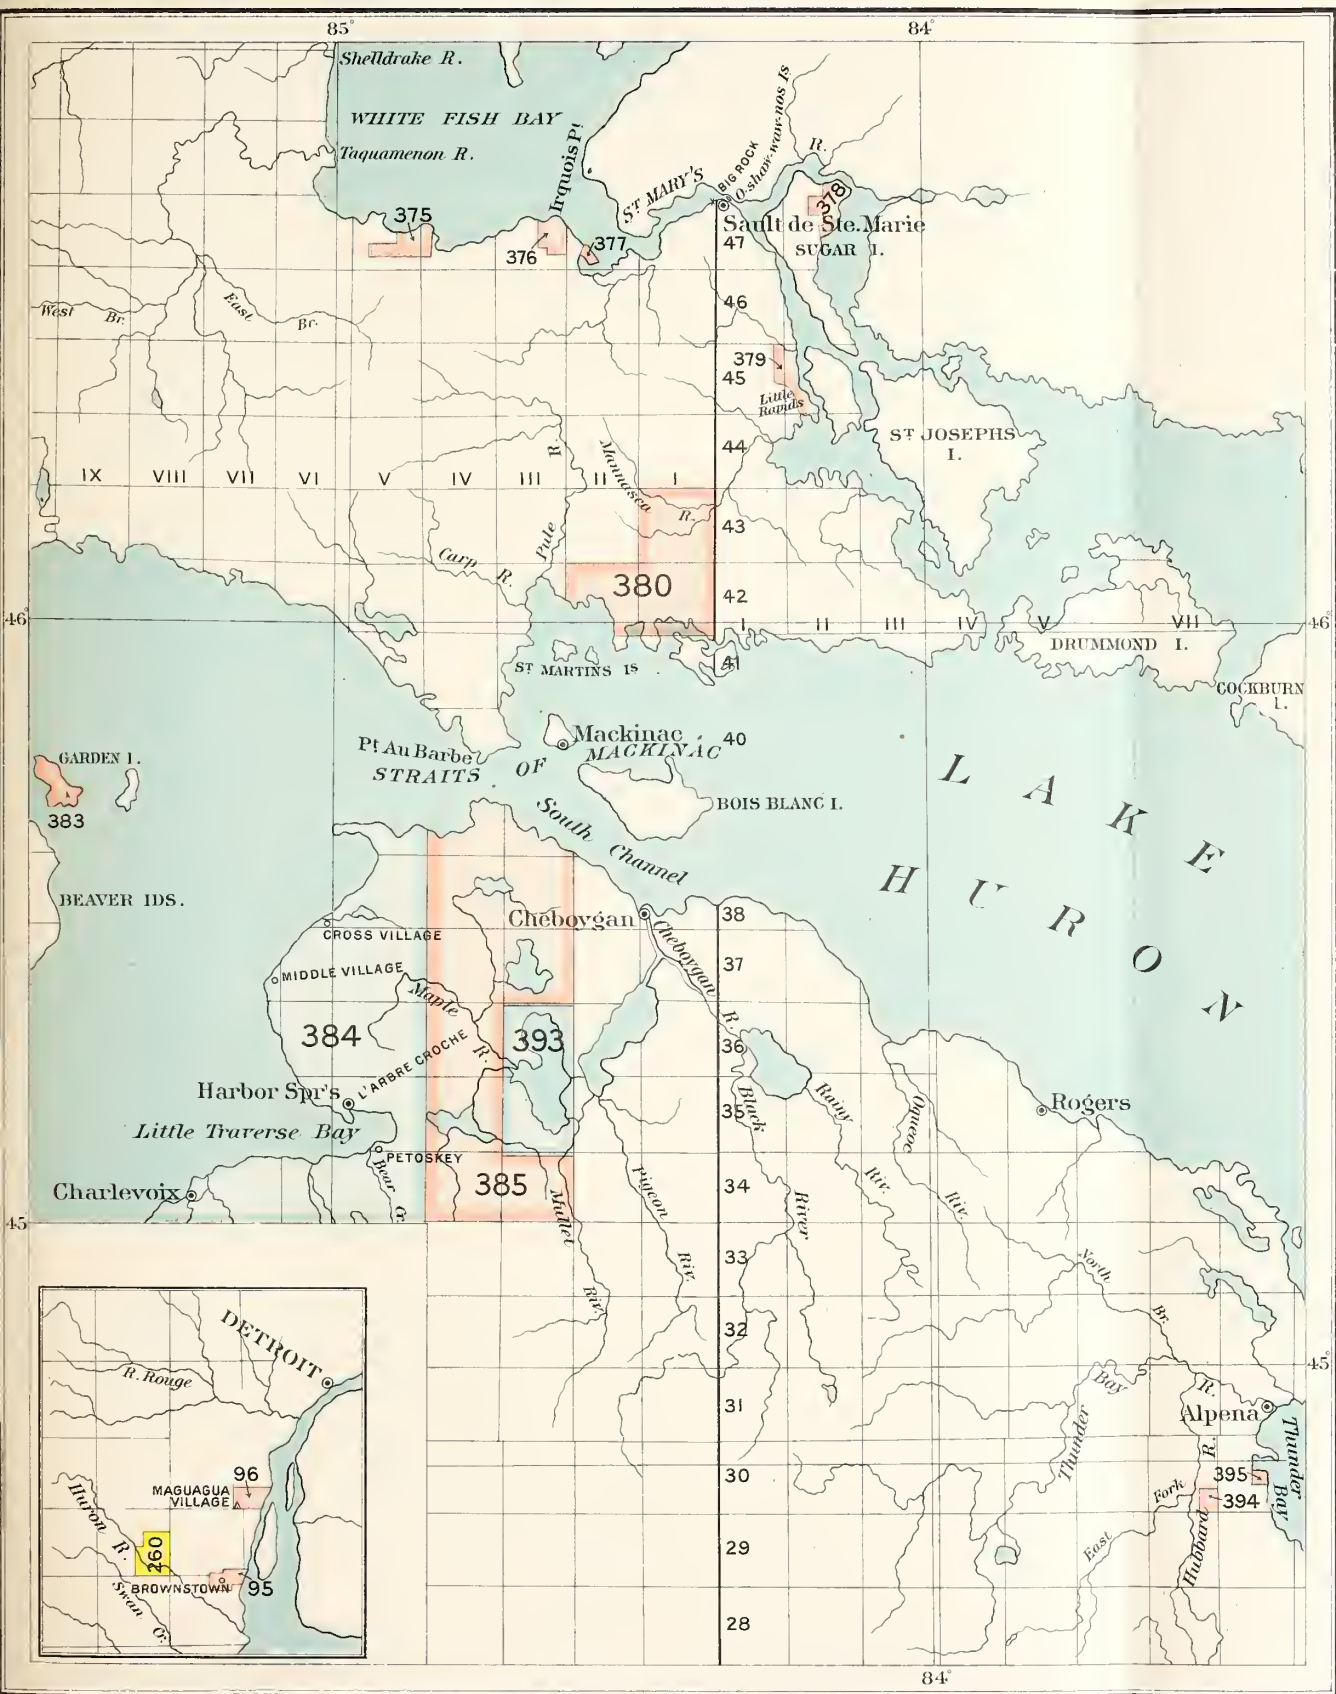 85°
84°
Shelldrake R.
WHITE FISH BAY
Taquamenon R.
Irquois Pt
ST MARY'S
BIG ROCK
O-shaw-waw-nos Is
R.
375
376
377
378
Sault de Ste. Marie
SUGAR I.
47
West Br.
East Br.
46
379
45
Little
Rapids
44
ST JOSEPHS
I.
IX VIII VII VI V IV III II I
R.
Mannasca R.
43
Carp R.
Pule
380
42
46°
I II III IV V VII
46°
DRUMMOND I.
41
ST MARTINS IS
COCKBURN
I.
Mackinac
40
Pt Au Barbe
STRAITS OF MACKINAC
GARDEN I.
383
BOIS BLANC I.
South Channel
LAKE
HURON
BEAVER IDS.
38
Cheboygan
CROSS VILLAGE
Cheboygan R.
37
MIDDLE VILLAGE
Maple R.
384
393
36
L'ARBRE CROCHE
Harbor Spr's
35
Black River
Rainy Riv.
Oqueoc Riv.
Rogers
Little Traverse Bay
PETOSKEY
Bear Cr.
Charlevoix
385
34
Mullet Riv.
Pigeon Riv.
45
33
North Br.
32
DETROIT
R. Rouge
45°
Thunder Bay R.
31
Alpena
Thunder Bay
30
395
394
96
MAGUAGUA
VILLAGE
Huron R.
260
East Fork
Hubbard R.
29
BROWNSTOWN
95
Swan Cr.
28
84°